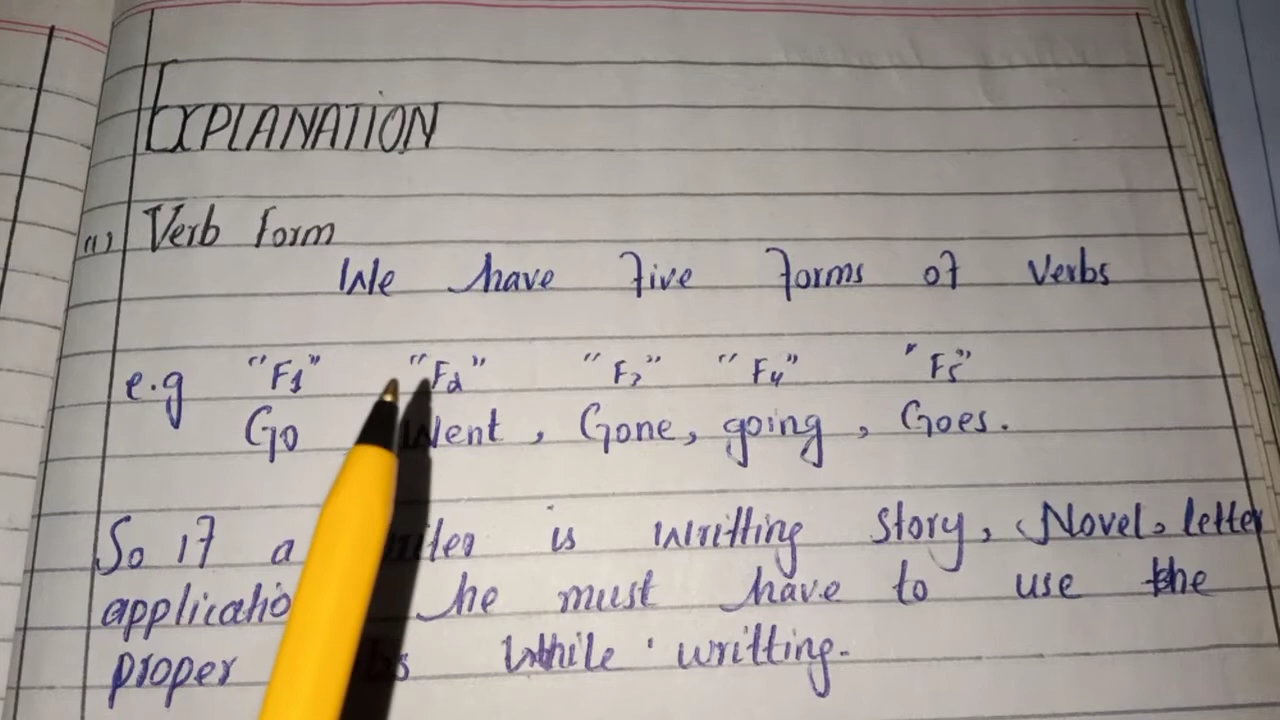 EXPLANATION
(1) Verb Form
We have five forms of verbs
e.g "F1" "F2" "F3" "F4" "F5"
Go Went, Gone, going, Goes.
So if a is writting story, Novel, letter
he must have to use the
proper while writting.